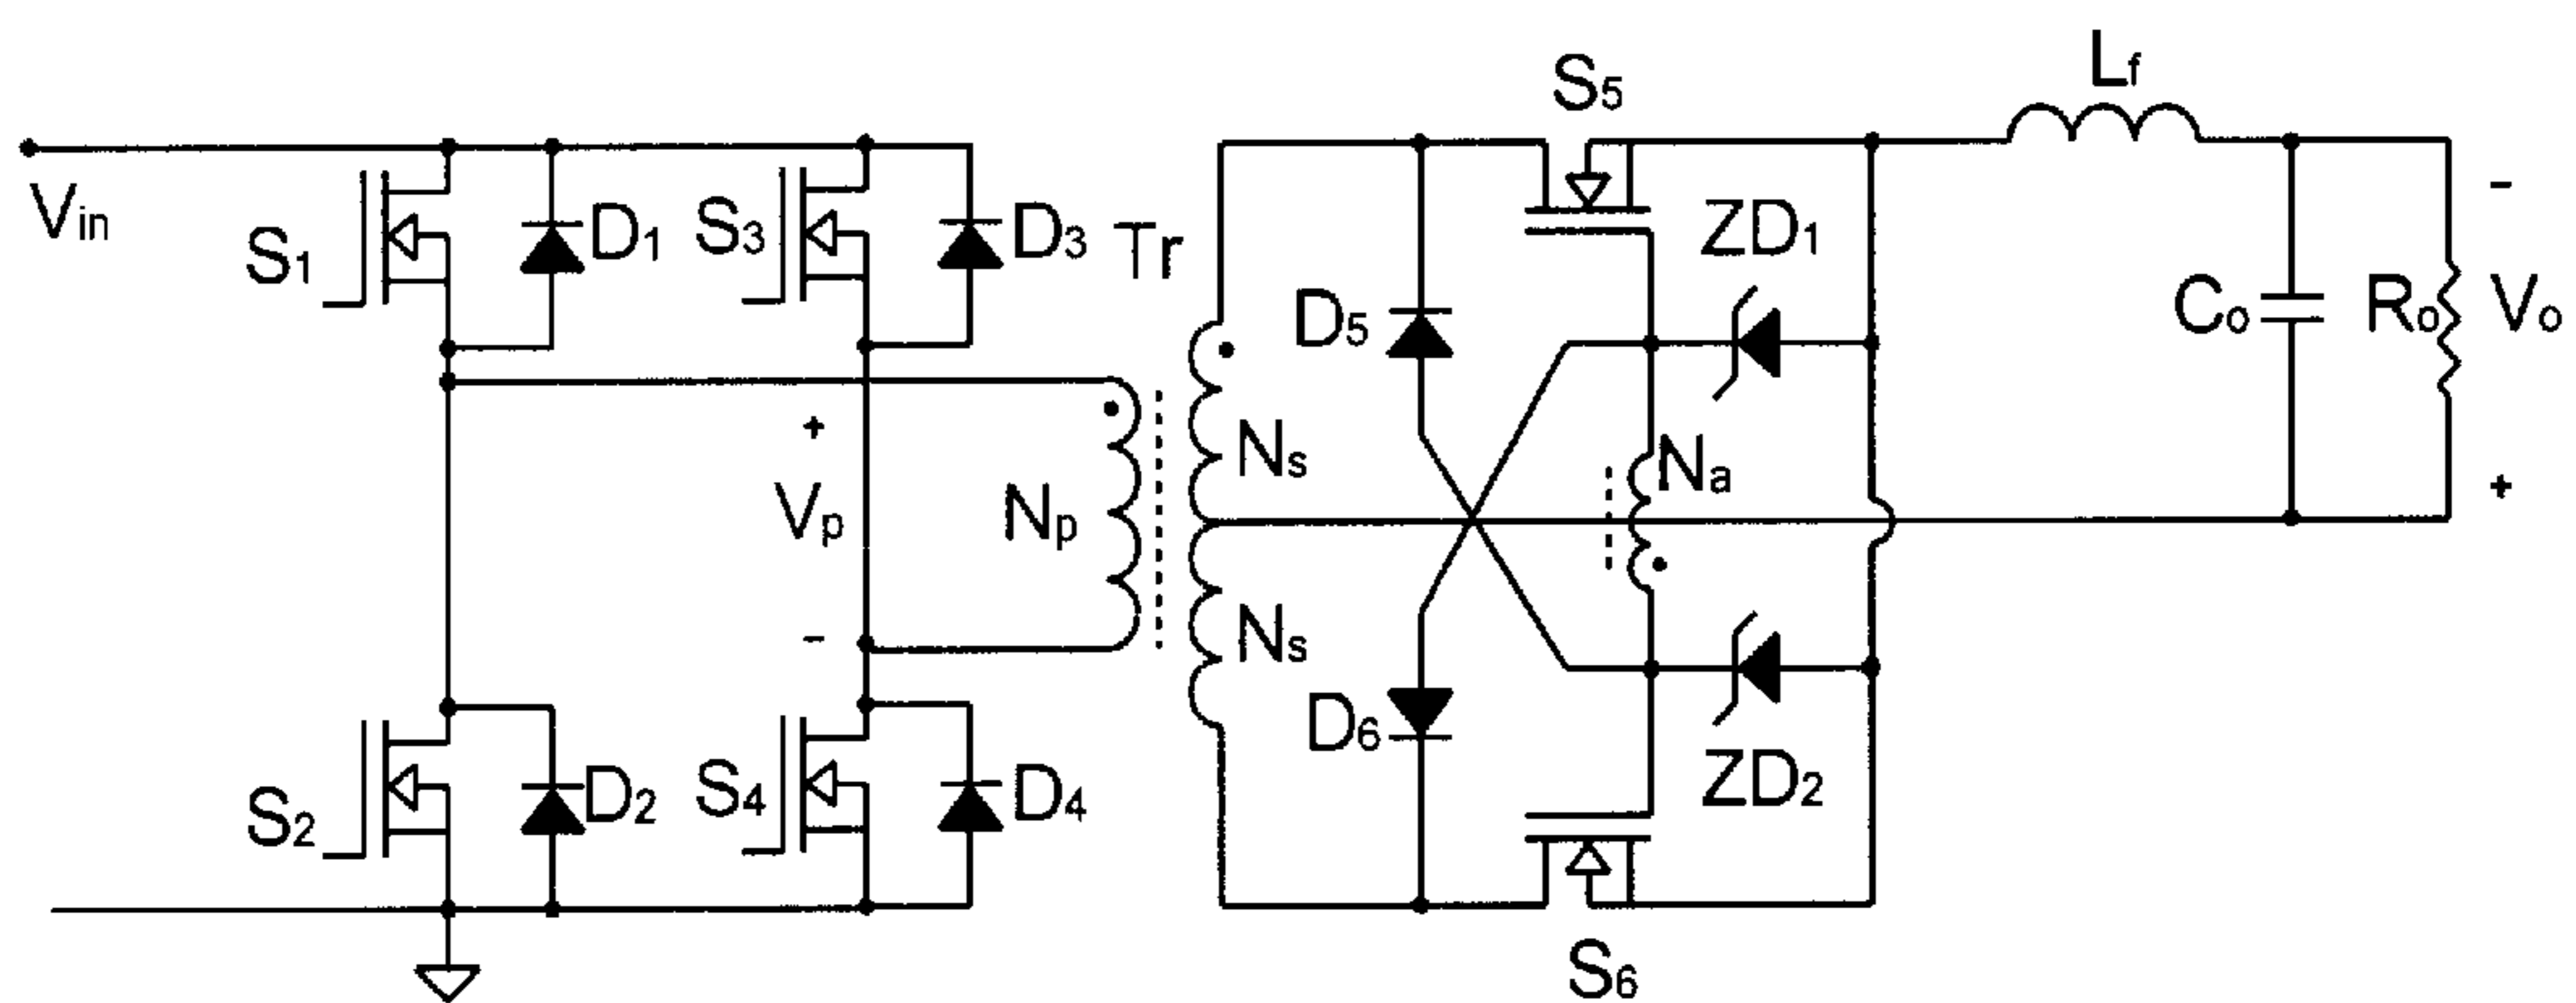 Vin
S1
D1
S3
D3
Tr
S5
ZD1
Lf
D5
Co
Ro
Vo
-
+
+
Vp
-
Np
Ns
Ns
Na
S2
D2
S4
D4
D6
ZD2
S6